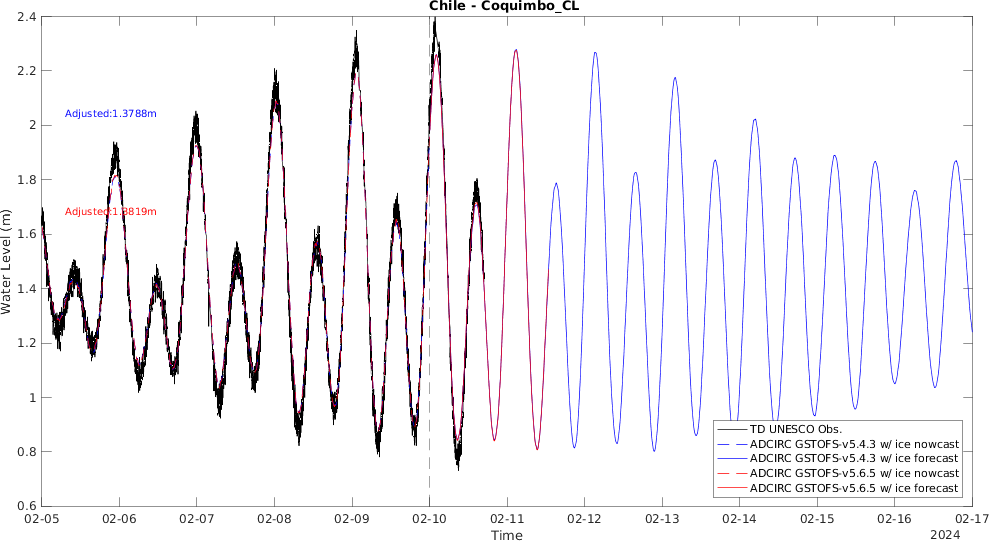 Chile - Coquimbo_CL
2.4
2.2
2
1.8
1.6
1.4
1.2
1
0.8
0.6
Water Level (m)
Adjusted:1.3788m
Adjusted:1.3819m
TD UNESCO Obs.
ADCIRC GSTOFS-v5.4.3 w/ ice nowcast
ADCIRC GSTOFS-v5.4.3 w/ ice forecast
ADCIRC GSTOFS-v5.6.5 w/ ice nowcast
ADCIRC GSTOFS-v5.6.5 w/ ice forecast
02-05 02-06 02-07 02-08 02-09 02-10 02-11 02-12 02-13 02-14 02-15 02-16 02-17
Time
2024